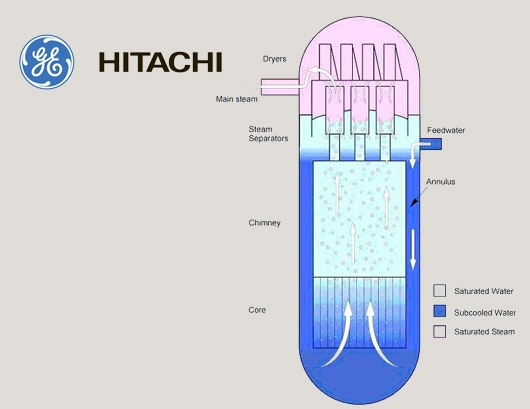 GE
HITACHI
Dryers
Main steam
Steam
Separators
Feedwater
Annulus
Chimney
Core
Saturated Water
Subcooled Water
Saturated Steam